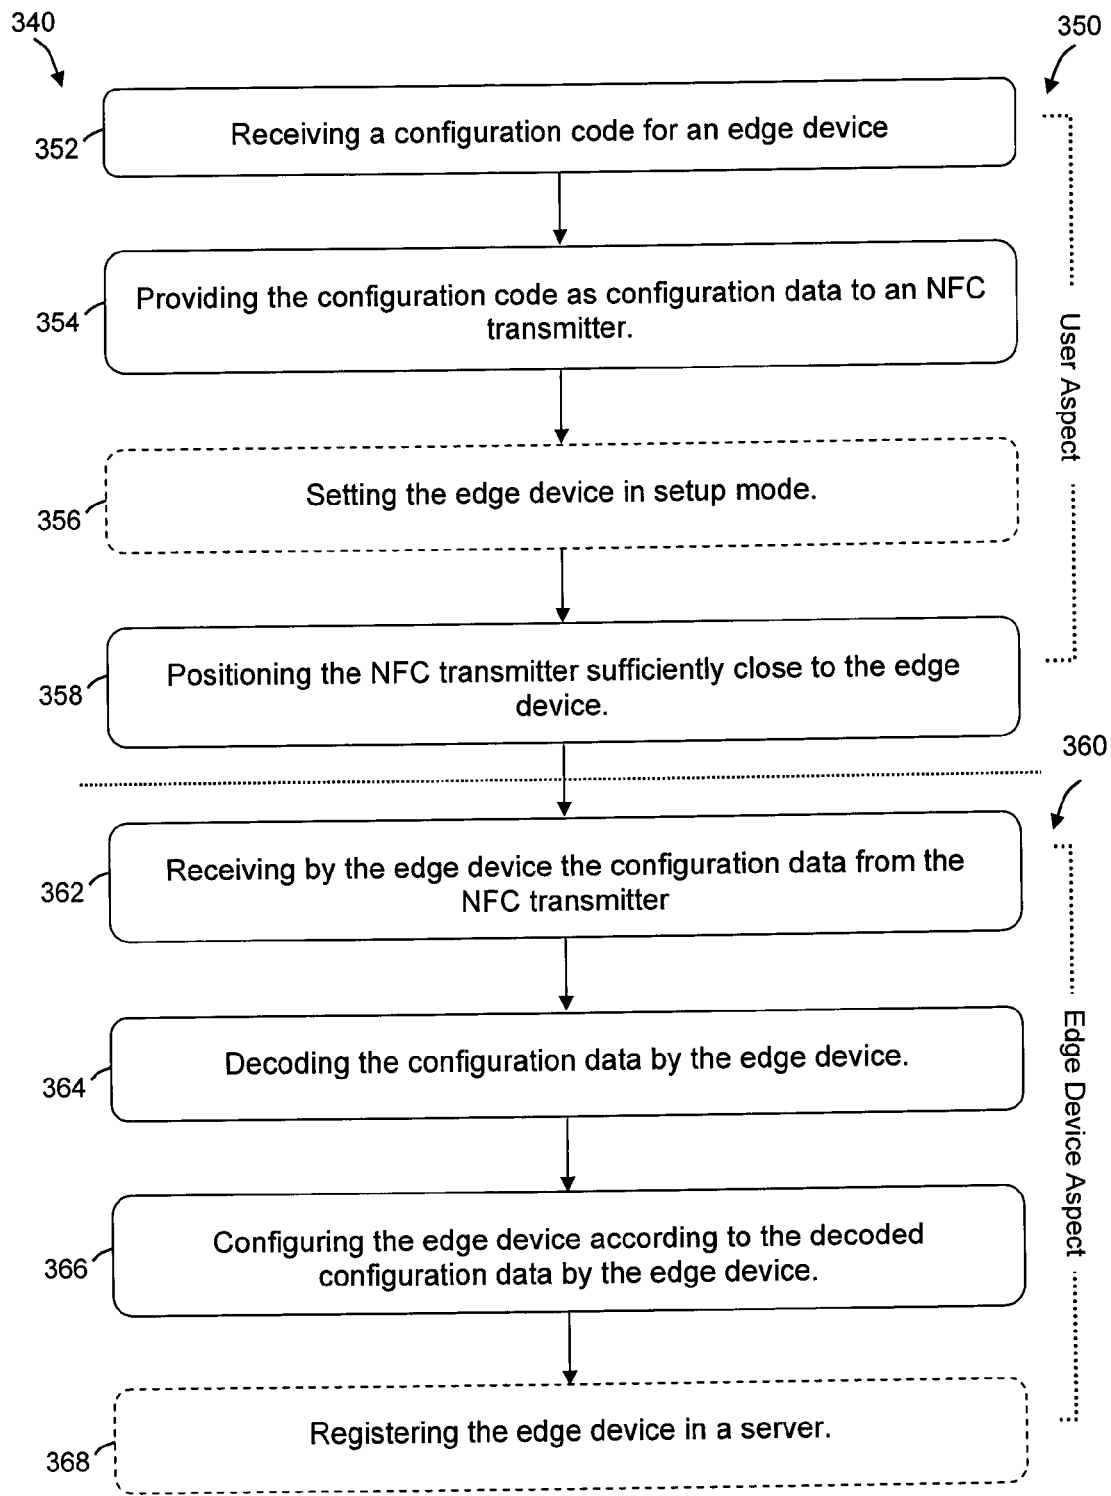 340
350
352
Receiving a configuration code for an edge device
354
Providing the configuration code as configuration data to an NFC
transmitter.
User Aspect
356
Setting the edge device in setup mode.
358
Positioning the NFC transmitter sufficiently close to the edge
device.
360
362
Receiving by the edge device the configuration data from the
NFC transmitter
364
Decoding the configuration data by the edge device.
Edge Device Aspect
366
Configuring the edge device according to the decoded
configuration data by the edge device.
368
Registering the edge device in a server.